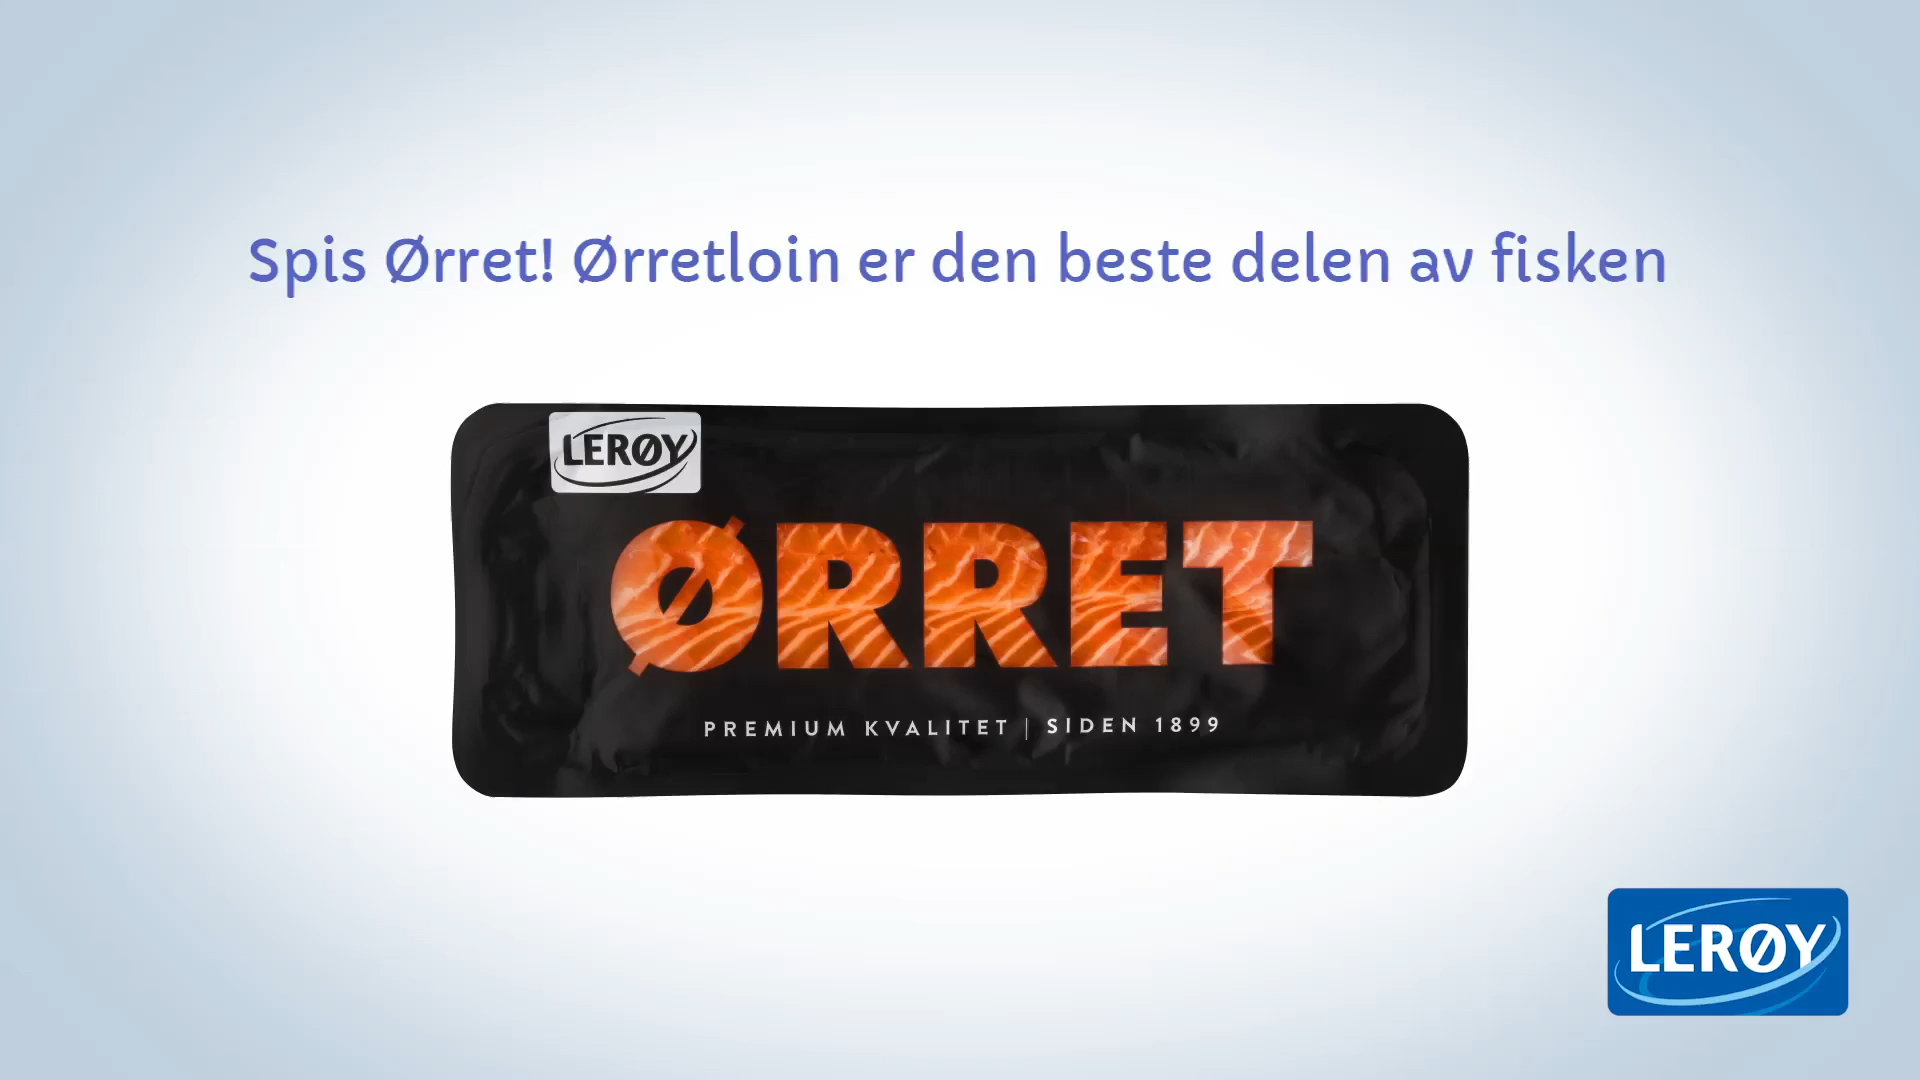 Spis Ørret! Ørretloin er den beste delen av fisken
LERØY
ØRRET
PREMIUM KVALITET | SIDEN 1899
LERØY